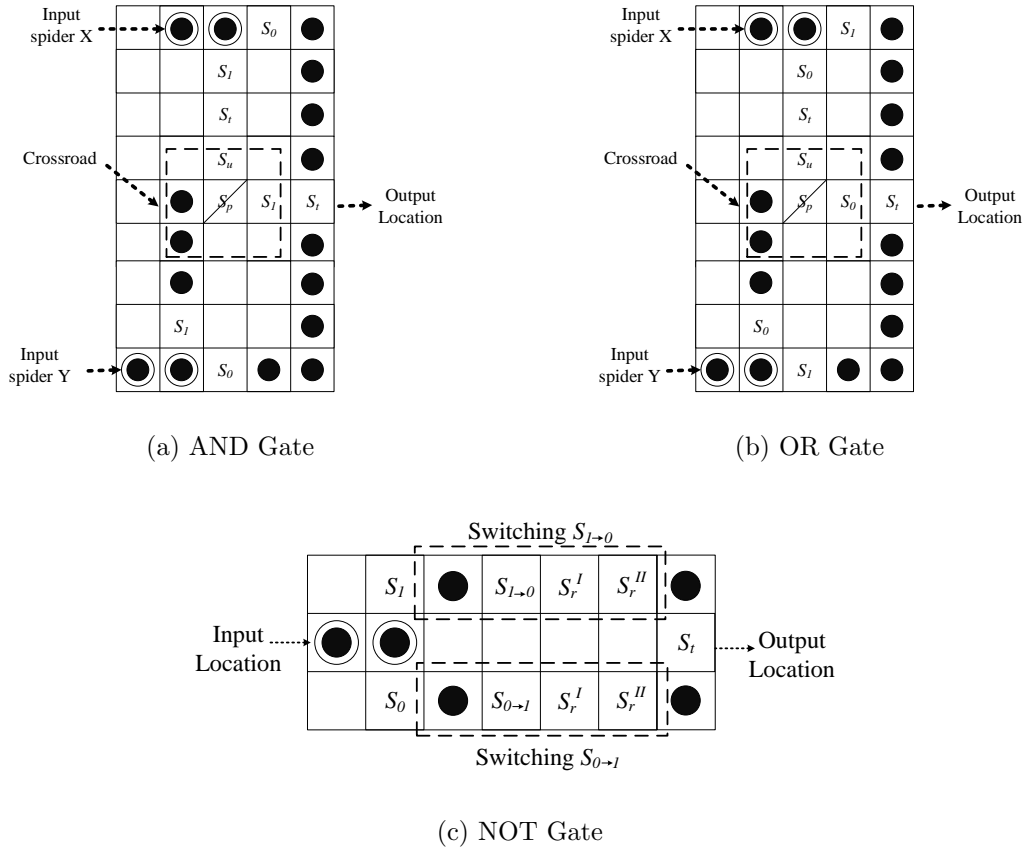 Input
spider X
S₀
S₁
Sₜ
Sᵤ
Crossroad
Sₚ
S₁
Sₜ
Output
Location
S₁
Input
spider Y
S₀
(a) AND Gate
Input
spider X
S₁
S₀
Sₜ
Sᵤ
Crossroad
Sₚ
S₀
Sₜ
Output
Location
S₀
Input
spider Y
S₁
(b) OR Gate
Switching S₁→₀
S₁ S₁→₀ Sᵣᴵ Sᵣᴵᴵ
Input
Location
Sₜ
Output
Location
S₀ S₀→₁ Sᵣᴵ Sᵣᴵᴵ
Switching S₀→₁
(c) NOT Gate